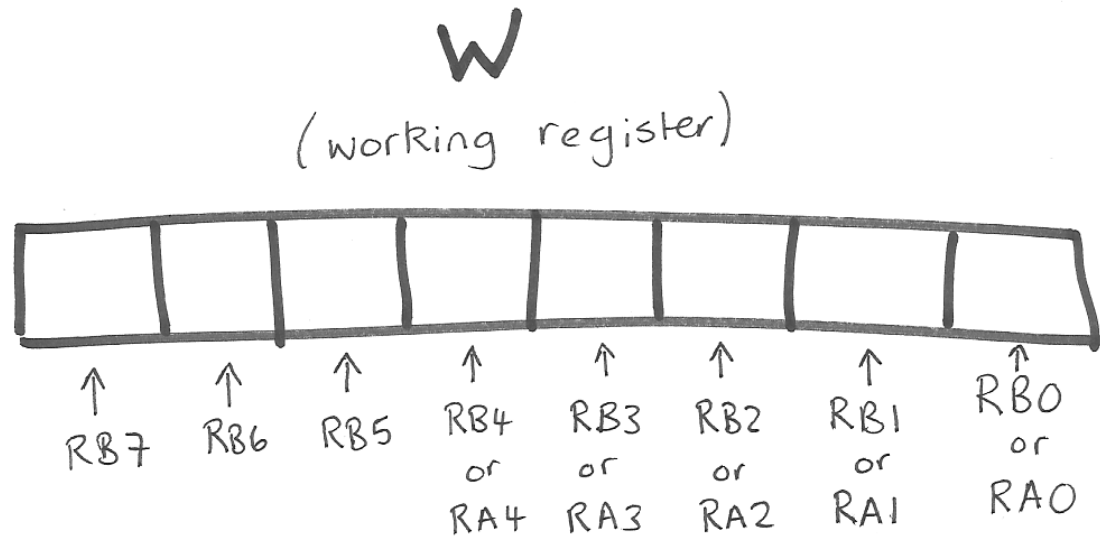 W
(working register)
RB7 RB6 RB5 RB4 RB3 RB2 RB1 RB0
or or or or or
RA4 RA3 RA2 RA1 RA0